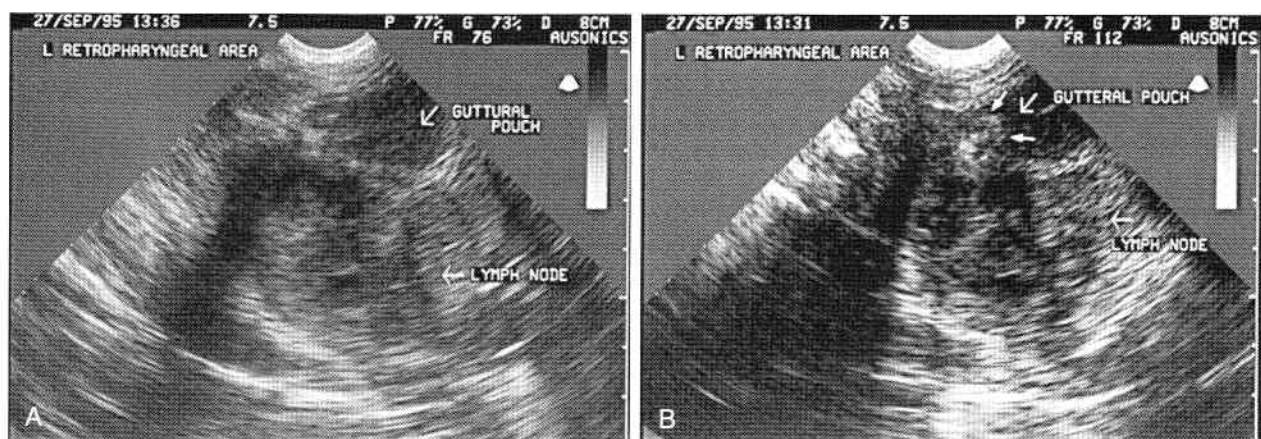 27/SEP/95 13:36 7.5 P 77% G 73% D 8CM
FR 76 AUSONICS
L RETROPHARYNGEAL AREA
GUTTURAL
POUCH
LYMPH NODE
A
27/SEP/95 13:31 7.5 P 77% G 73% D 8CM
FR 112 AUSONICS
L RETROPHARYNGEAL AREA
GUTTERAL POUCH
LYMPH NODE
B